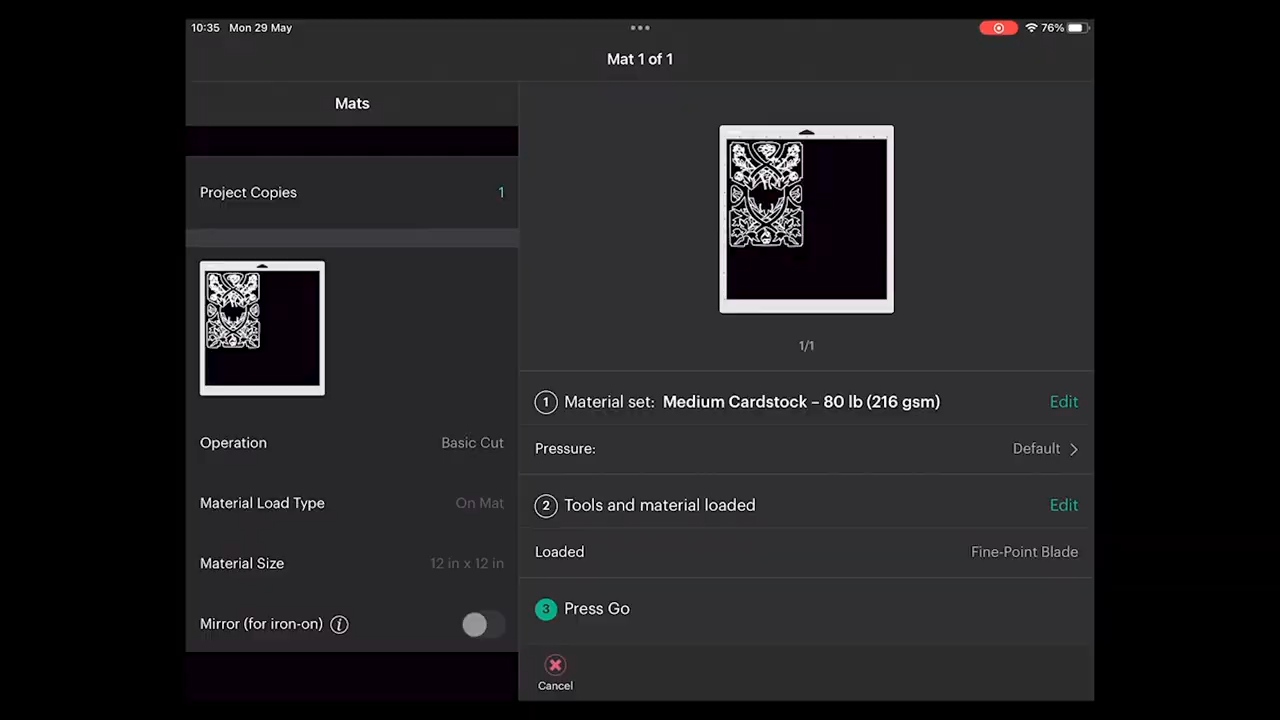 10:35 Mon 29 May
76%
Mat 1 of 1
Mats
Project Copies 1
Operation Basic Cut
Material Load Type On Mat
Material Size 12 in x 12 in
Mirror (for iron-on) i
1/1
1 Material set: Medium Cardstock – 80 lb (216 gsm) Edit
Pressure: Default
2 Tools and material loaded Edit
Loaded Fine-Point Blade
3 Press Go
Cancel